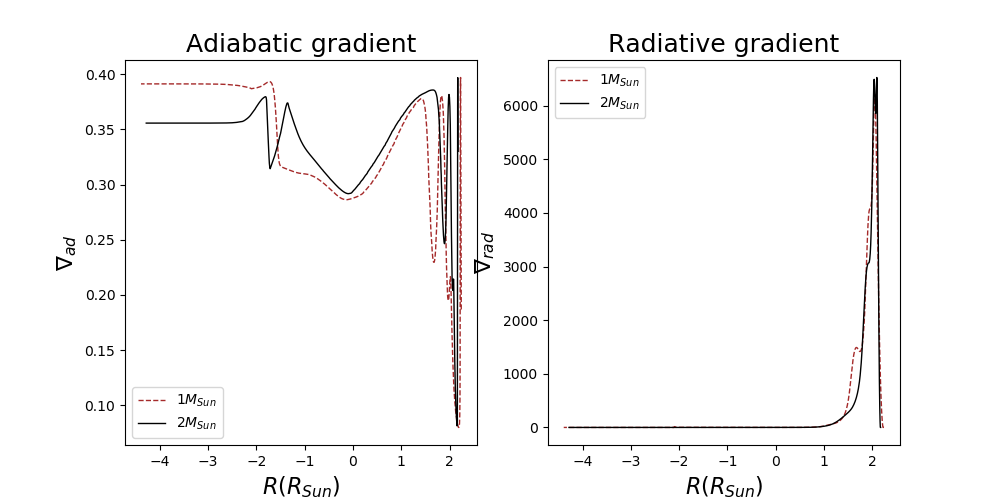 Adiabatic gradient
0.40
0.35
0.30
0.25
0.20
0.15
0.10
∇ad
1MSun
2MSun
−4 −3 −2 −1 0 1 2
R(RSun)
Radiative gradient
6000
5000
4000
3000
2000
1000
0
∇rad
1MSun
2MSun
−4 −3 −2 −1 0 1 2
R(RSun)